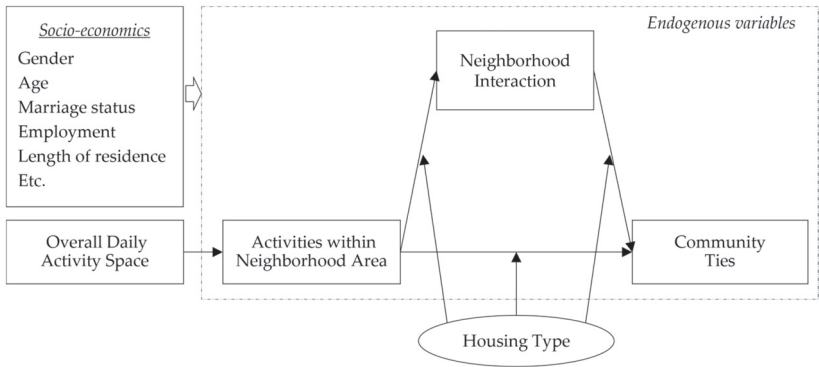 Socio-economics
Gender
Age
Marriage status
Employment
Length of residence
Etc.
Endogenous variables
Neighborhood
Interaction
Overall Daily
Activity Space
Activities within
Neighborhood Area
Community
Ties
Housing Type